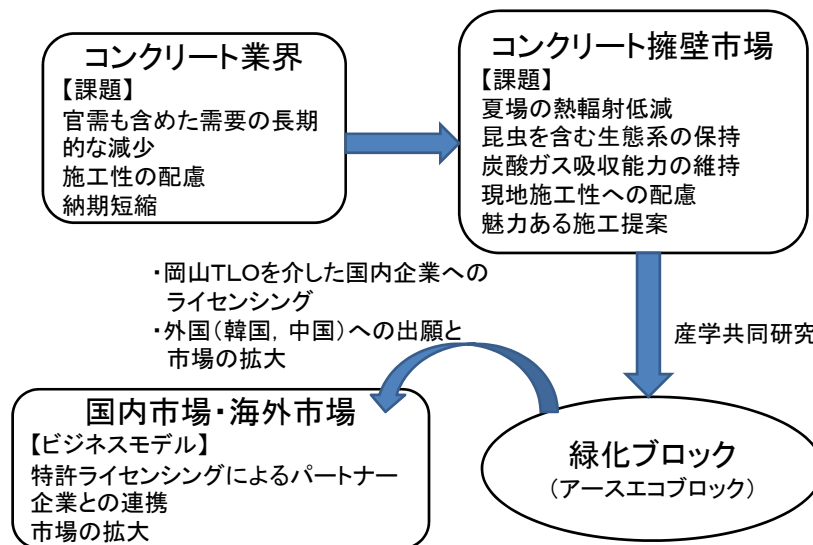 コンクリート業界
【課題】
官需も含めた需要の長期
的な減少
施工性の配慮
納期短縮
コンクリート擁壁市場
【課題】
夏場の熱輻射低減
昆虫を含む生態系の保持
炭酸ガス吸収能力の維持
現地施工性への配慮
魅力ある施工提案
・岡山TLOを介した国内企業への
ライセンシング
・外国(韓国,中国)への出願と
市場の拡大
産学共同研究
国内市場・海外市場
【ビジネスモデル】
特許ライセンシングによるパートナー
企業との連携
市場の拡大
緑化ブロック
(アースエコブロック)